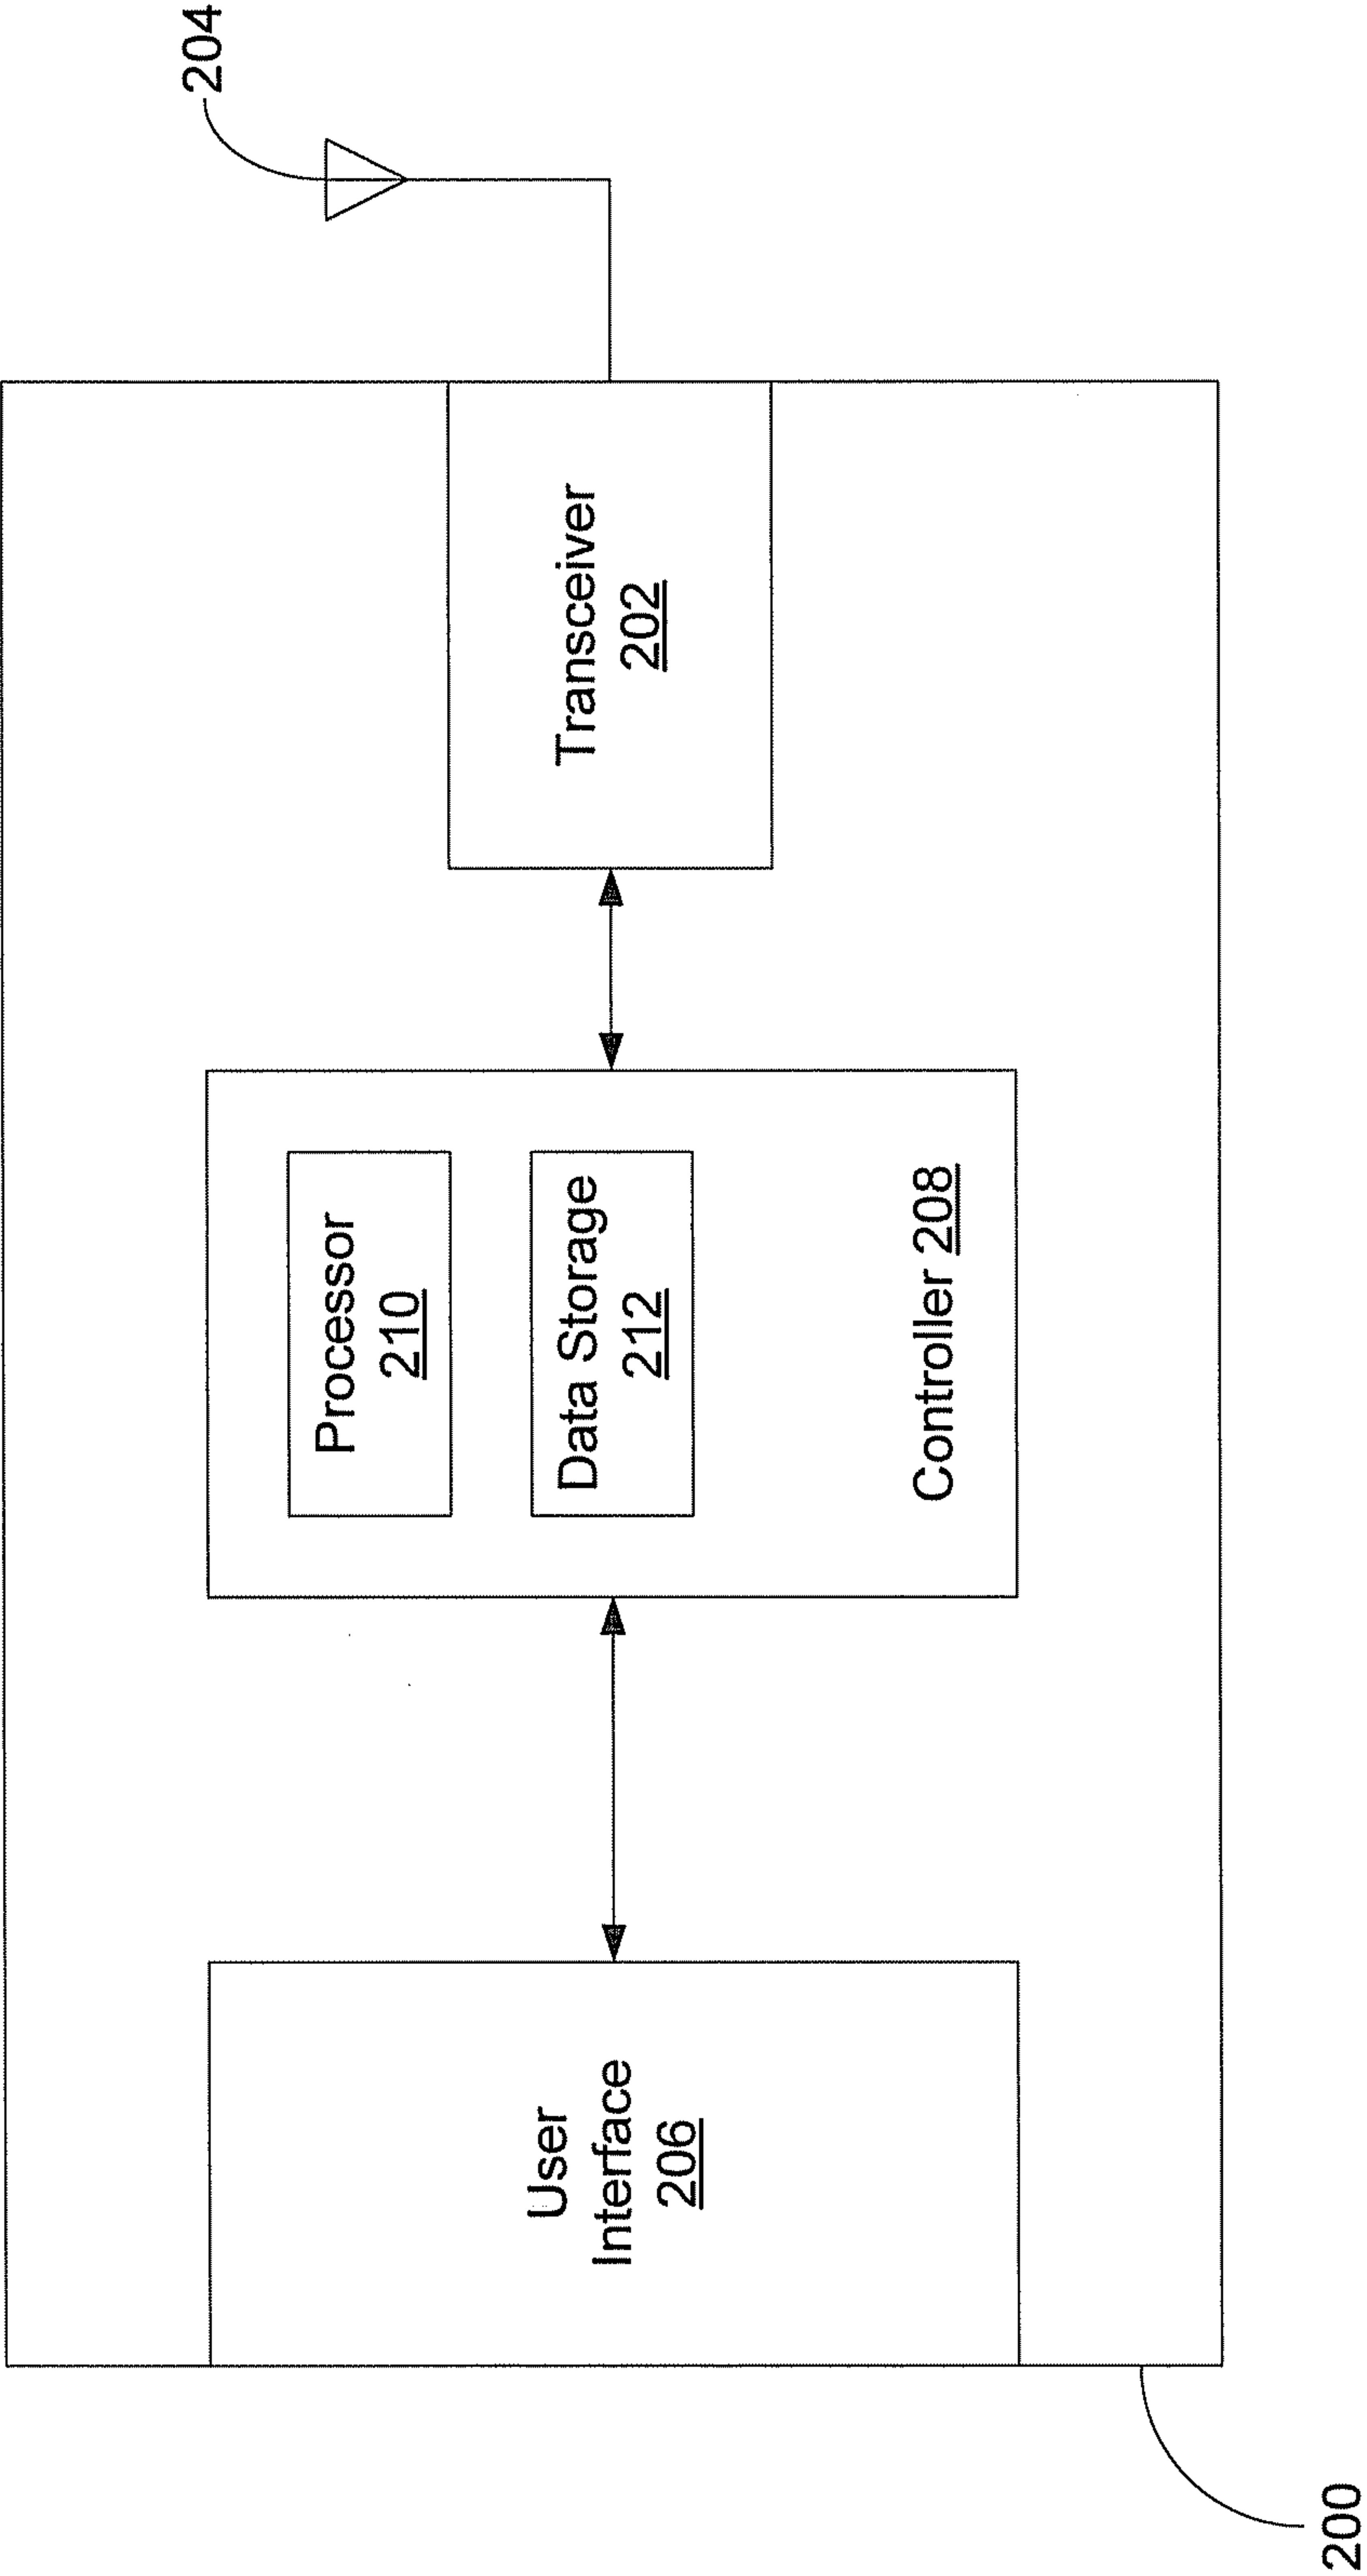 204
Transceiver
202
Processor
210
Data Storage
212
Controller 208
User
Interface
206
200